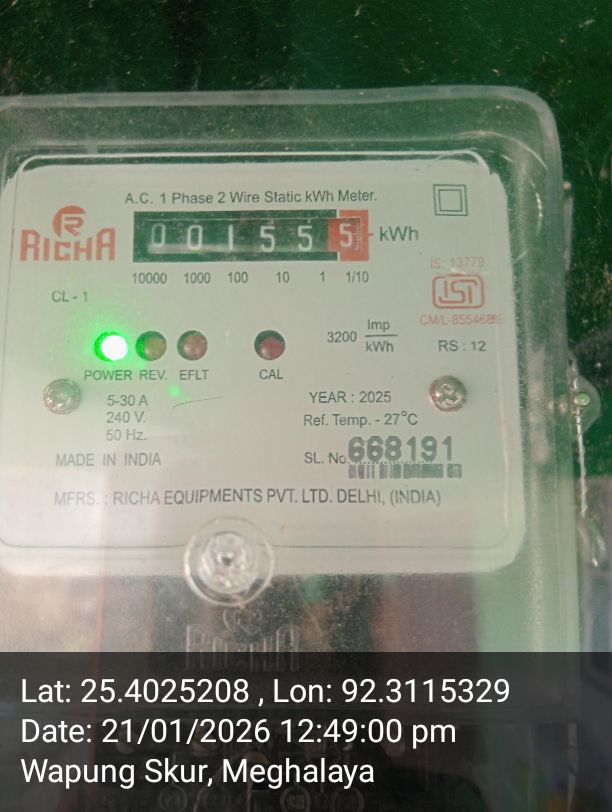 A.C. 1 Phase 2 Wire Static kWh Meter.
R
RICHA
0 0 1 5 5 5 kWh
10000 1000 100 10 1 1/10
IS. 13779
CL - 1
ISI
3200 Imp/kWh
RS : 12
POWER REV. EFLT CAL
5-30 A
240 V.
50 Hz.
YEAR : 2025
Ref. Temp. - 27°C
MADE IN INDIA
SL. No. 668191
MFRS. : RICHA EQUIPMENTS PVT. LTD. DELHI, (INDIA)
RICHA
Lat: 25.4025208 , Lon: 92.3115329
Date: 21/01/2026 12:49:00 pm
Wapung Skur, Meghalaya